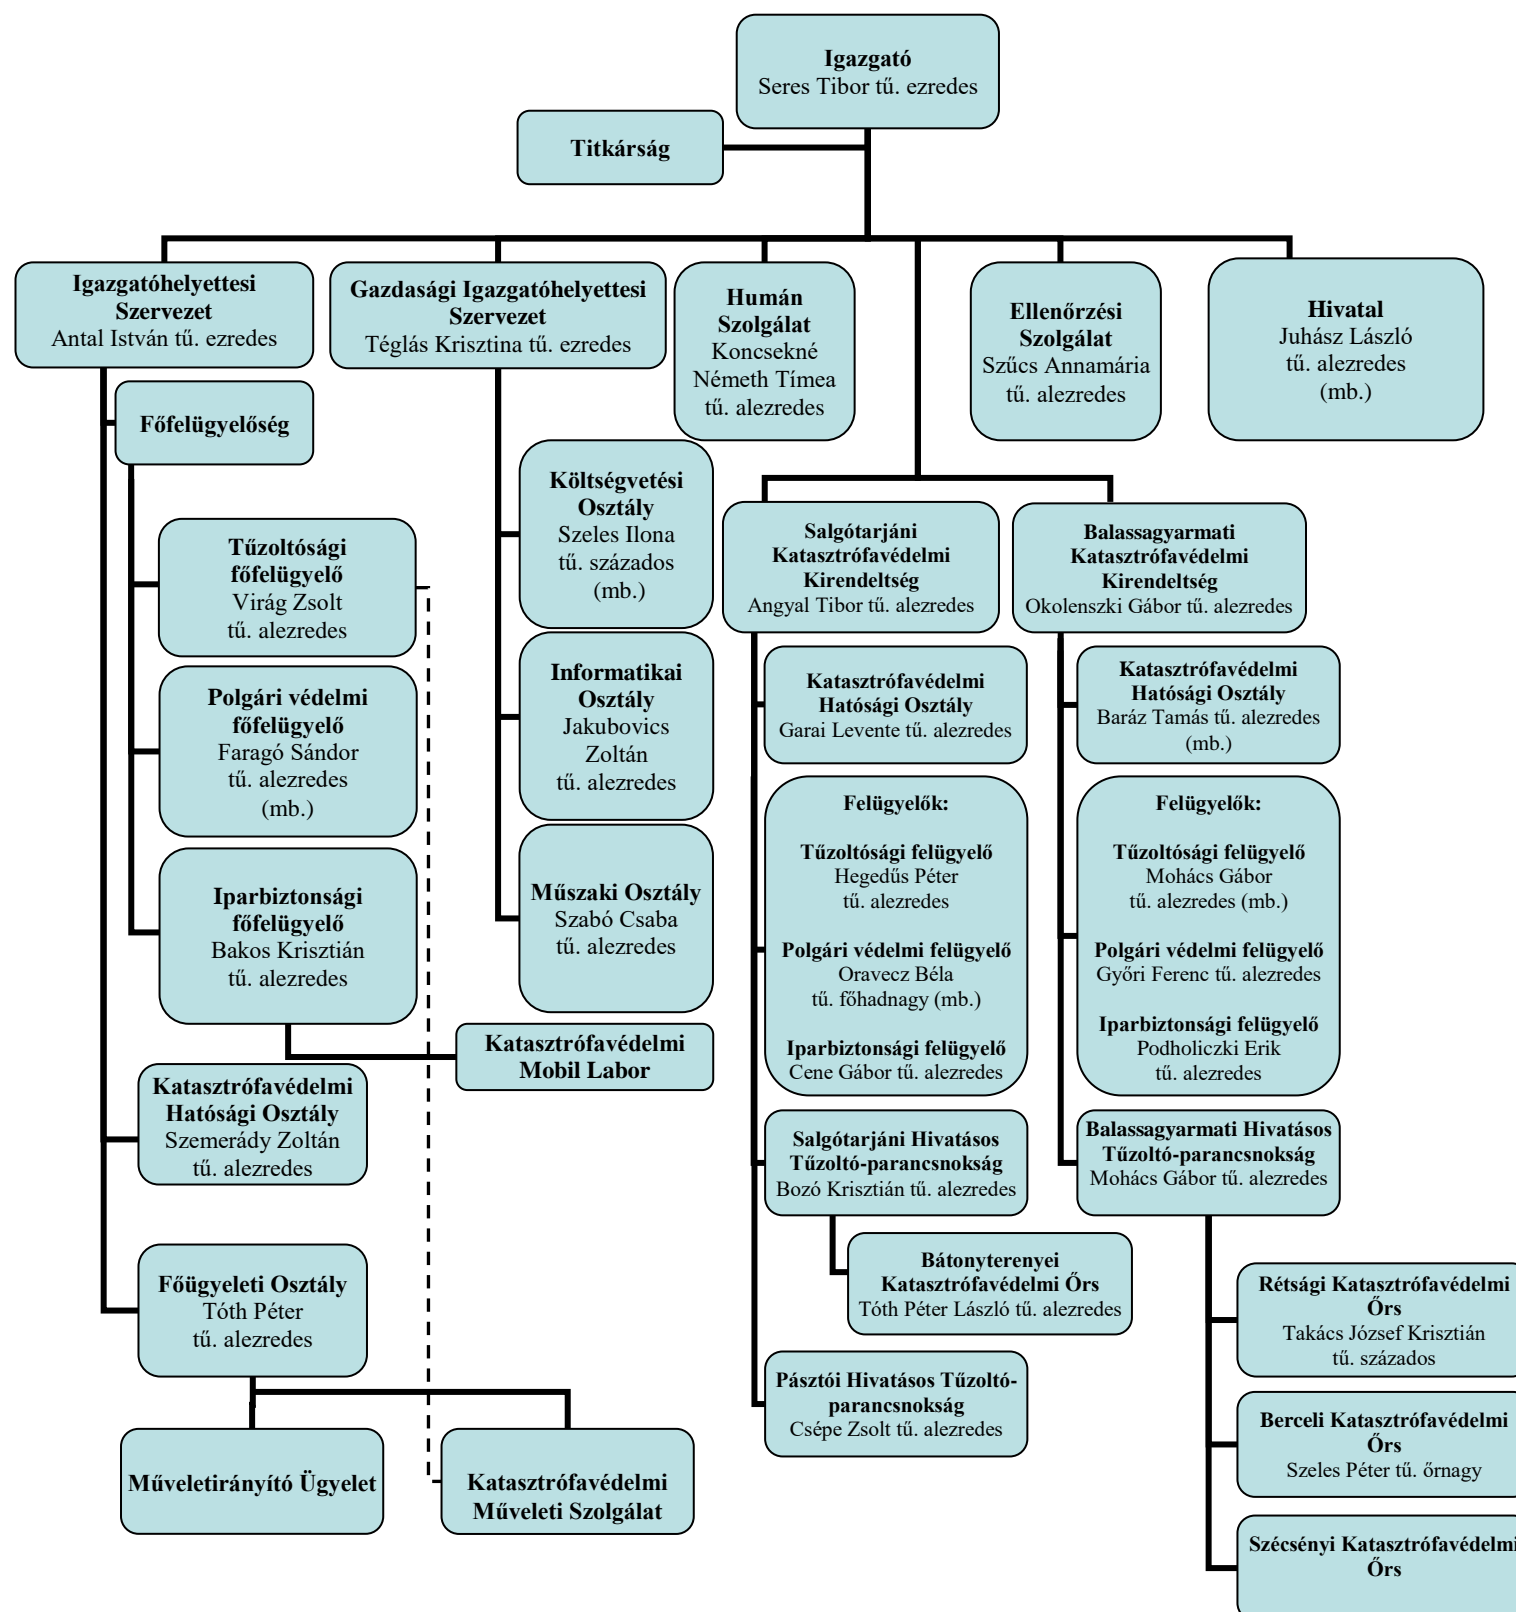 Igazgató
Seres Tibor tű. ezredes
Titkárság
Igazgatóhelyettesi
Szervezet
Antal István tű. ezredes
Gazdasági Igazgatóhelyettesi
Szervezet
Téglás Krisztina tű. ezredes
Humán
Szolgálat
Koncsekné
Németh Tímea
tű. alezredes
Ellenőrzési
Szolgálat
Szűcs Annamária
tű. alezredes
Hivatal
Juhász László
tű. alezredes
(mb.)
Főfelügyelőség
Tűzoltósági
főfelügyelő
Virág Zsolt
tű. alezredes
Polgári védelmi
főfelügyelő
Faragó Sándor
tű. alezredes
(mb.)
Iparbiztonsági
főfelügyelő
Bakos Krisztián
tű. alezredes
Katasztrófavédelmi
Mobil Labor
Katasztrófavédelmi
Hatósági Osztály
Szemerády Zoltán
tű. alezredes
Főügyeleti Osztály
Tóth Péter
tű. alezredes
Műveletirányító Ügyelet
Katasztrófavédelmi
Műveleti Szolgálat
Költségvetési
Osztály
Szeles Ilona
tű. százados
(mb.)
Informatikai
Osztály
Jakubovics
Zoltán
tű. alezredes
Műszaki Osztály
Szabó Csaba
tű. alezredes
Salgótarjáni
Katasztrófavédelmi
Kirendeltség
Angyal Tibor tű. alezredes
Katasztrófavédelmi
Hatósági Osztály
Garai Levente tű. alezredes
Felügyelők:
Tűzoltósági felügyelő
Hegedűs Péter
tű. alezredes
Polgári védelmi felügyelő
Oravecz Béla
tű. főhadnagy (mb.)
Iparbiztonsági felügyelő
Cene Gábor tű. alezredes
Salgótarjáni Hivatásos
Tűzoltó-parancsnokság
Bozó Krisztián tű. alezredes
Bátonyterenyei
Katasztrófavédelmi Őrs
Tóth Péter László tű. alezredes
Pásztói Hivatásos Tűzoltó-
parancsnokság
Csépe Zsolt tű. alezredes
Balassagyarmati
Katasztrófavédelmi
Kirendeltség
Okolenszki Gábor tű. alezredes
Katasztrófavédelmi
Hatósági Osztály
Baráz Tamás tű. alezredes
(mb.)
Felügyelők:
Tűzoltósági felügyelő
Mohács Gábor
tű. alezredes (mb.)
Polgári védelmi felügyelő
Győri Ferenc tű. alezredes
Iparbiztonsági felügyelő
Podholiczki Erik
tű. alezredes
Balassagyarmati Hivatásos
Tűzoltó-parancsnokság
Mohács Gábor tű. alezredes
Rétsági Katasztrófavédelmi
Őrs
Takács József Krisztián
tű. százados
Berceli Katasztrófavédelmi
Őrs
Szeles Péter tű. őrnagy
Szécsényi Katasztrófavédelmi
Őrs